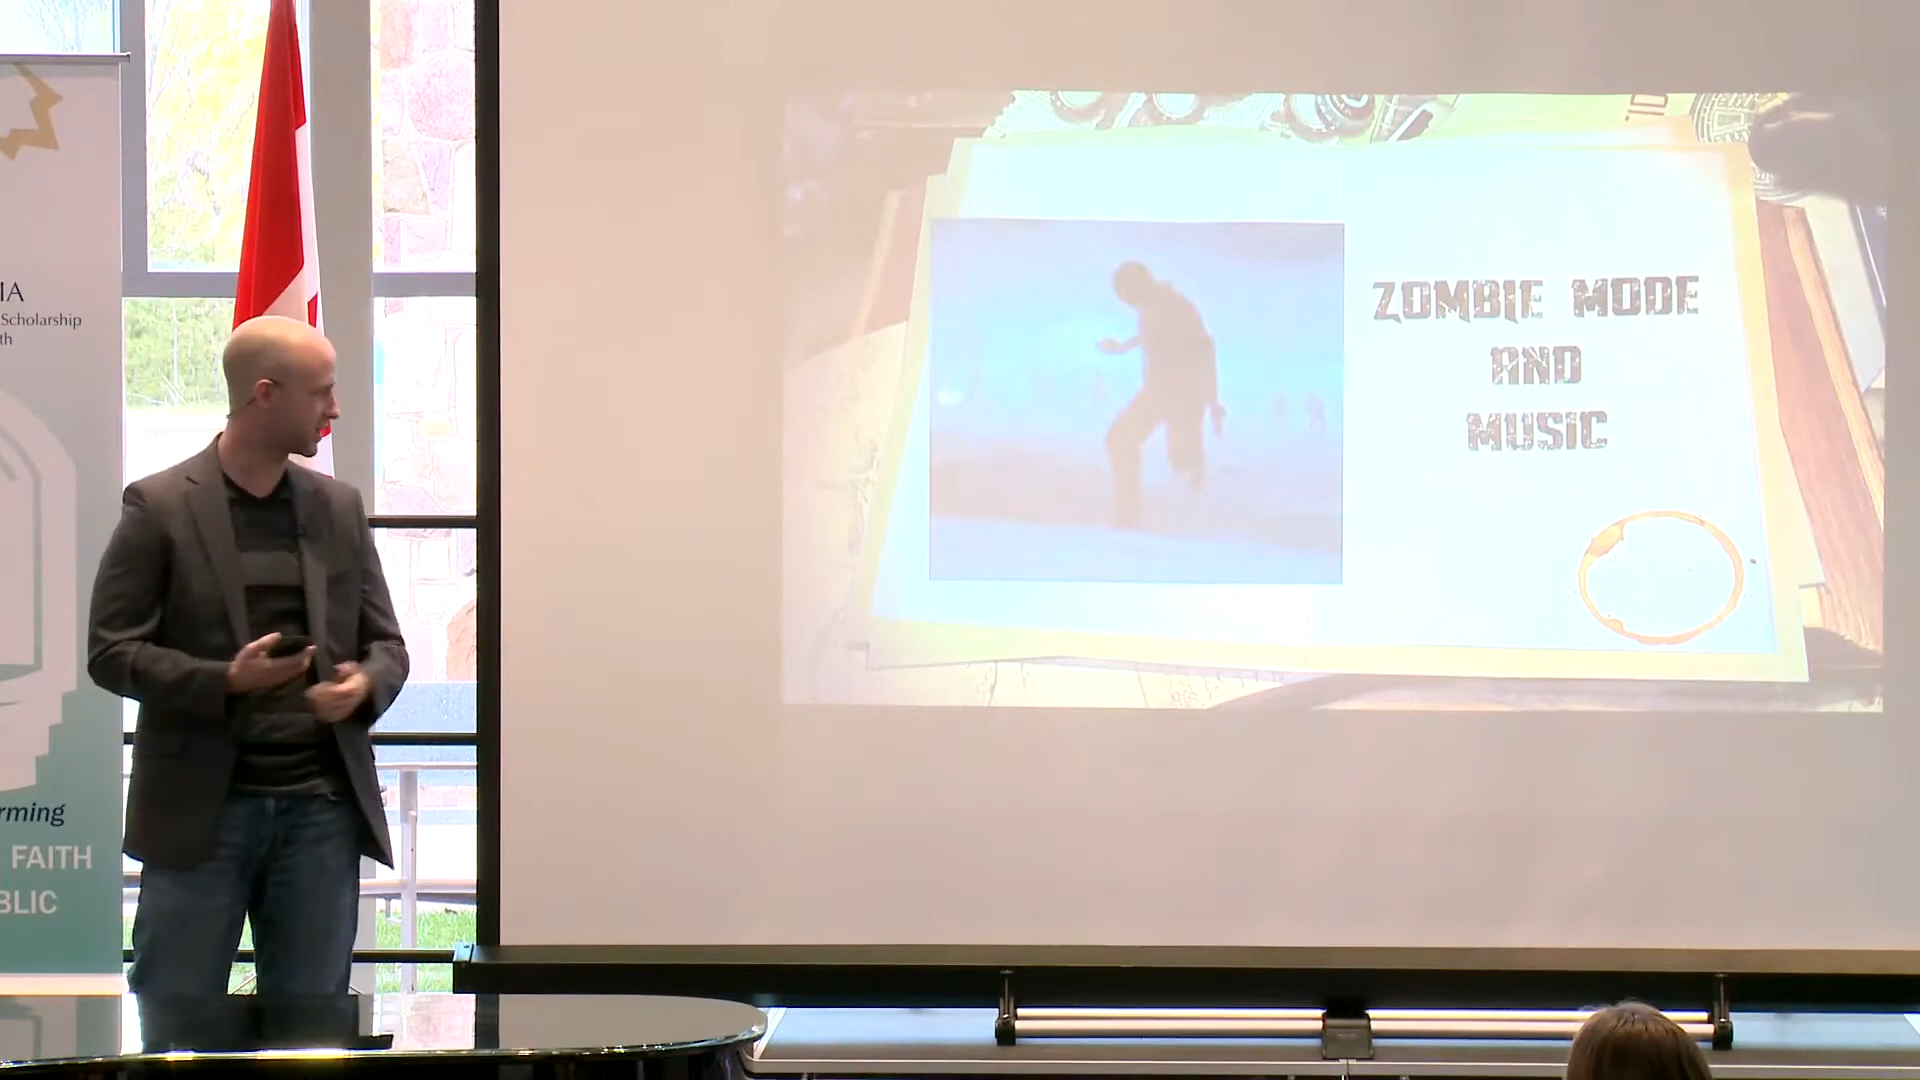 IA
Scholarship
th
rming
FAITH
BLIC
ZOMBIE MODE
AND
MUSIC